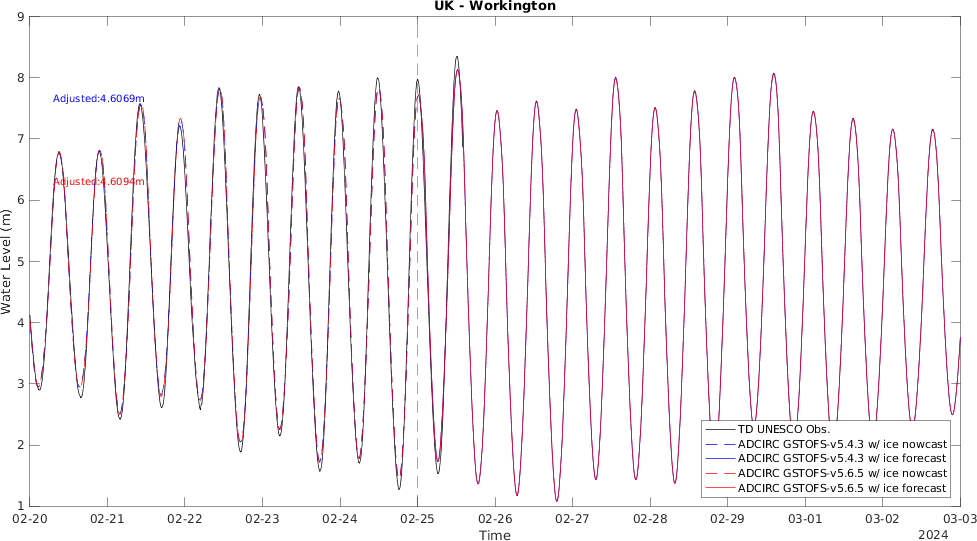 UK - Workington
9
8
7
6
5
4
3
2
1
Water Level (m)
Adjusted:4.6069m
Adjusted:4.6094m
TD UNESCO Obs.
ADCIRC GSTOFS-v5.4.3 w/ ice nowcast
ADCIRC GSTOFS-v5.4.3 w/ ice forecast
ADCIRC GSTOFS-v5.6.5 w/ ice nowcast
ADCIRC GSTOFS-v5.6.5 w/ ice forecast
02-20 02-21 02-22 02-23 02-24 02-25 02-26 02-27 02-28 02-29 03-01 03-02 03-03
Time
2024